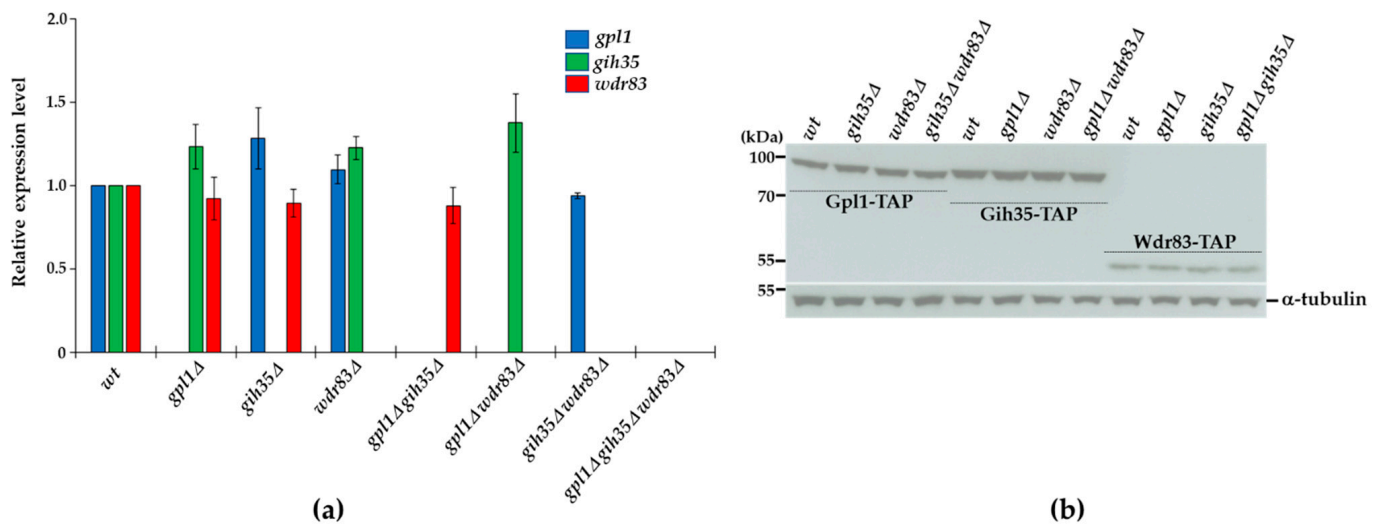 2.0
1.5
1.0
0.5
0
Relative expression level
gpl1
gih35
wdr83
wt
gpl1Δ
gih35Δ
wdr83Δ
gpl1Δgih35Δ
gpl1Δwdr83Δ
gih35Δwdr83Δ
gpl1Δgih35Δwdr83Δ
(a)
(kDa)
wt
gih35Δ
wdr83Δ
gih35Δwdr83Δ
wt
gpl1Δ
wdr83Δ
gpl1Δwdr83Δ
wt
gpl1Δ
gih35Δ
gpl1Δgih35Δ
100
70
55
55
Gpl1-TAP
Gih35-TAP
Wdr83-TAP
α-tubulin
(b)